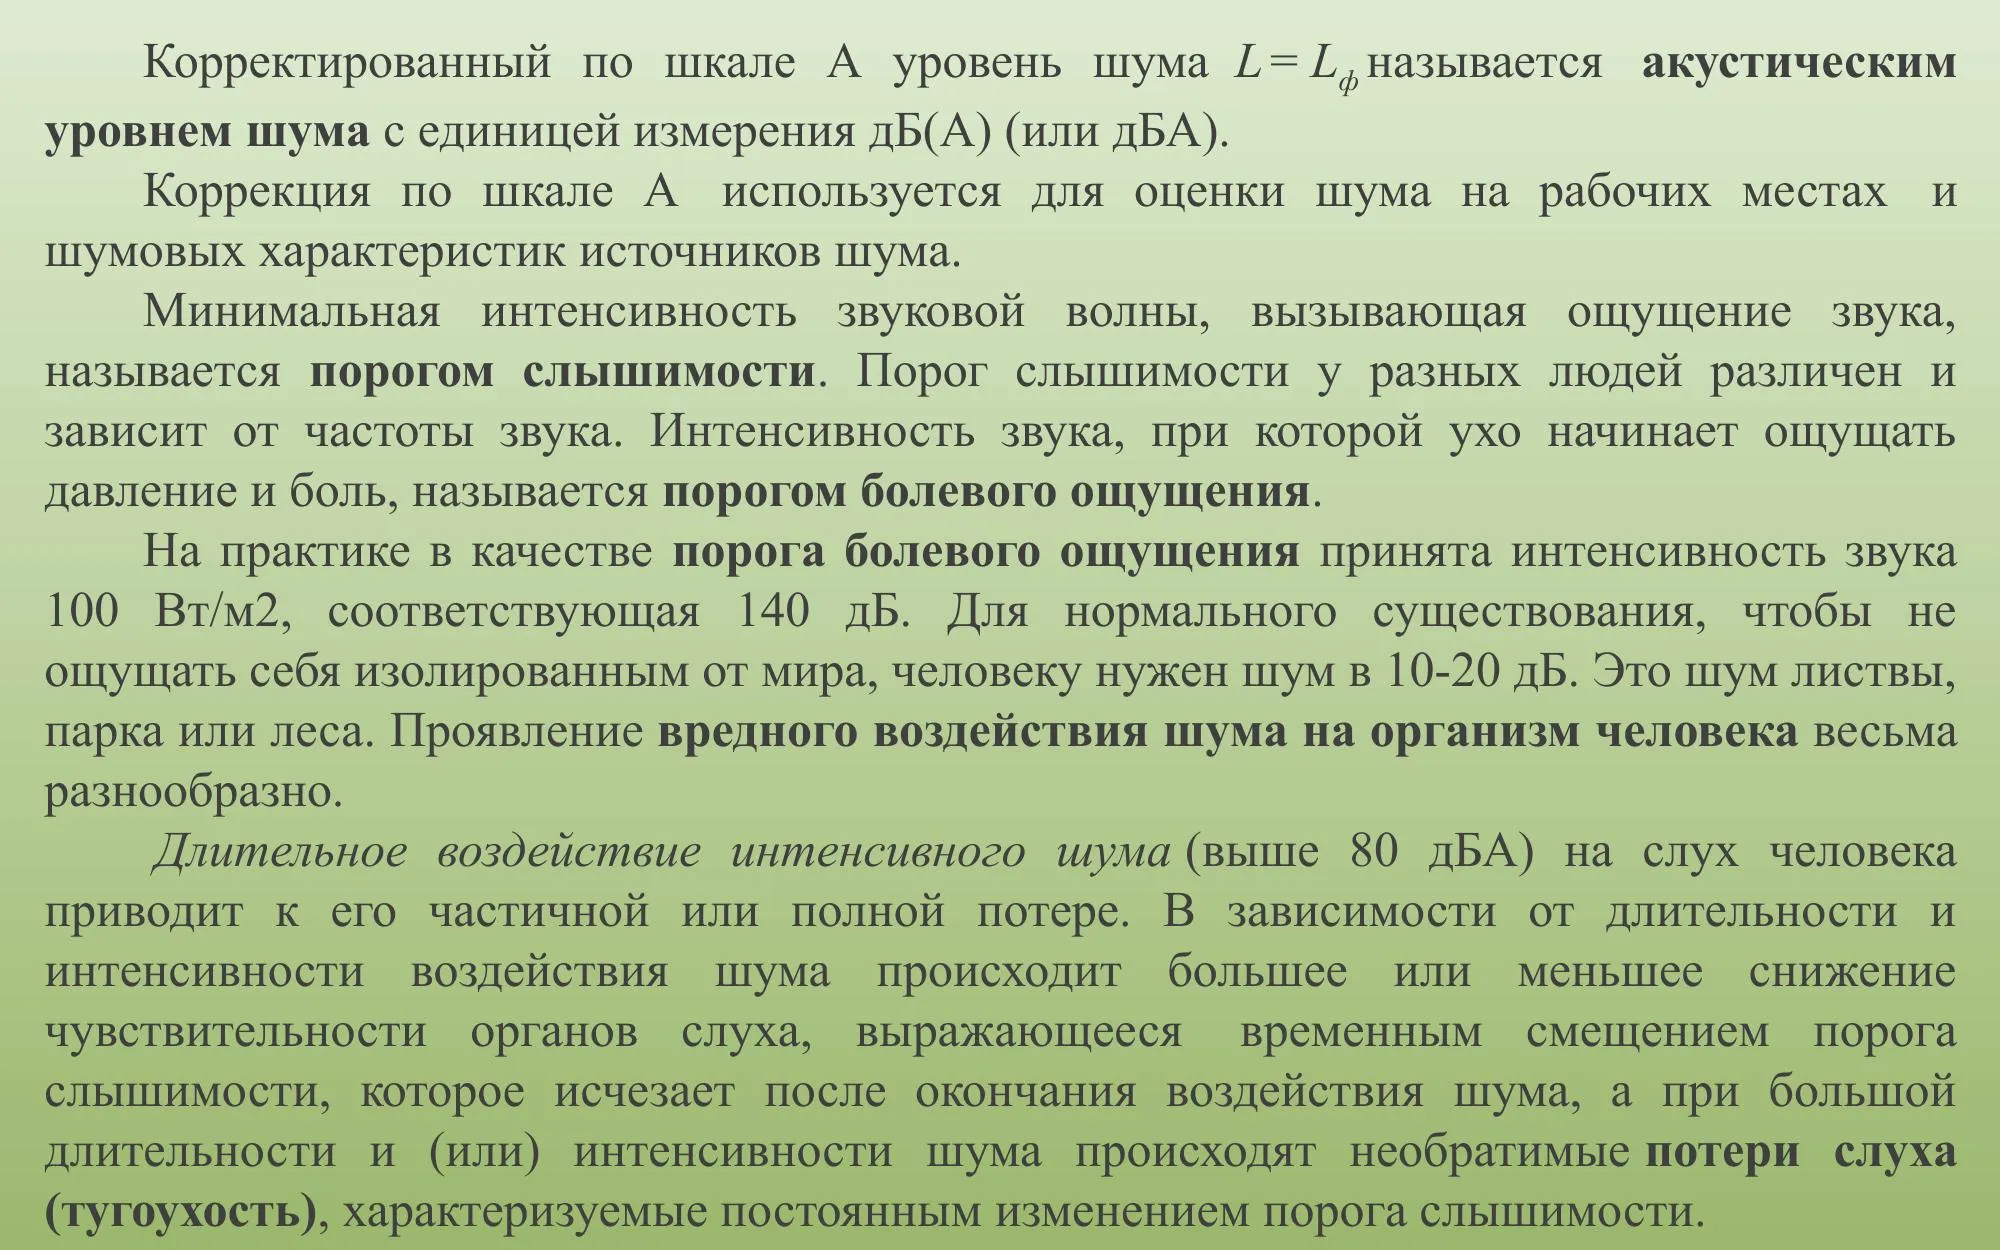 Корректированный по шкале А уровень шума L = Lф называется акустическим
уровнем шума с единицей измерения дБ(А) (или дБА).
Коррекция по шкале А используется для оценки шума на рабочих местах и
шумовых характеристик источников шума.
Минимальная интенсивность звуковой волны, вызывающая ощущение звука,
называется порогом слышимости. Порог слышимости у разных людей различен и
зависит от частоты звука. Интенсивность звука, при которой ухо начинает ощущать
давление и боль, называется порогом болевого ощущения.
На практике в качестве порога болевого ощущения принята интенсивность звука
100 Вт/м2, соответствующая 140 дБ. Для нормального существования, чтобы не
ощущать себя изолированным от мира, человеку нужен шум в 10-20 дБ. Это шум листвы,
парка или леса. Проявление вредного воздействия шума на организм человека весьма
разнообразно.
Длительное воздействие интенсивного шума (выше 80 дБА) на слух человека
приводит к его частичной или полной потере. В зависимости от длительности и
интенсивности воздействия шума происходит большее или меньшее снижение
чувствительности органов слуха, выражающееся временным смещением порога
слышимости, которое исчезает после окончания воздействия шума, а при большой
длительности и (или) интенсивности шума происходят необратимые потери слуха
(тугоухость), характеризуемые постоянным изменением порога слышимости.